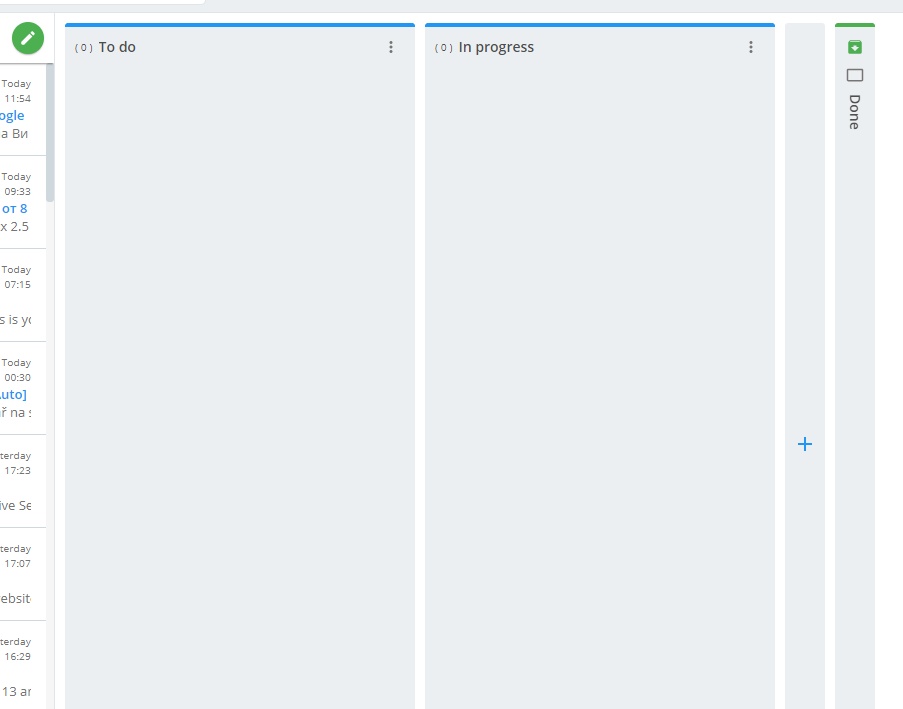 ( 0 ) To do
( 0 ) In progress
Done
Today
11:54
ogle
а Ви
Today
09:33
от 8
x 2.5
Today
07:15
s is yo
Today
00:30
Auto]
ř na s
terday
17:23
ive Se
terday
17:07
ebsite
terday
16:29
13 ar